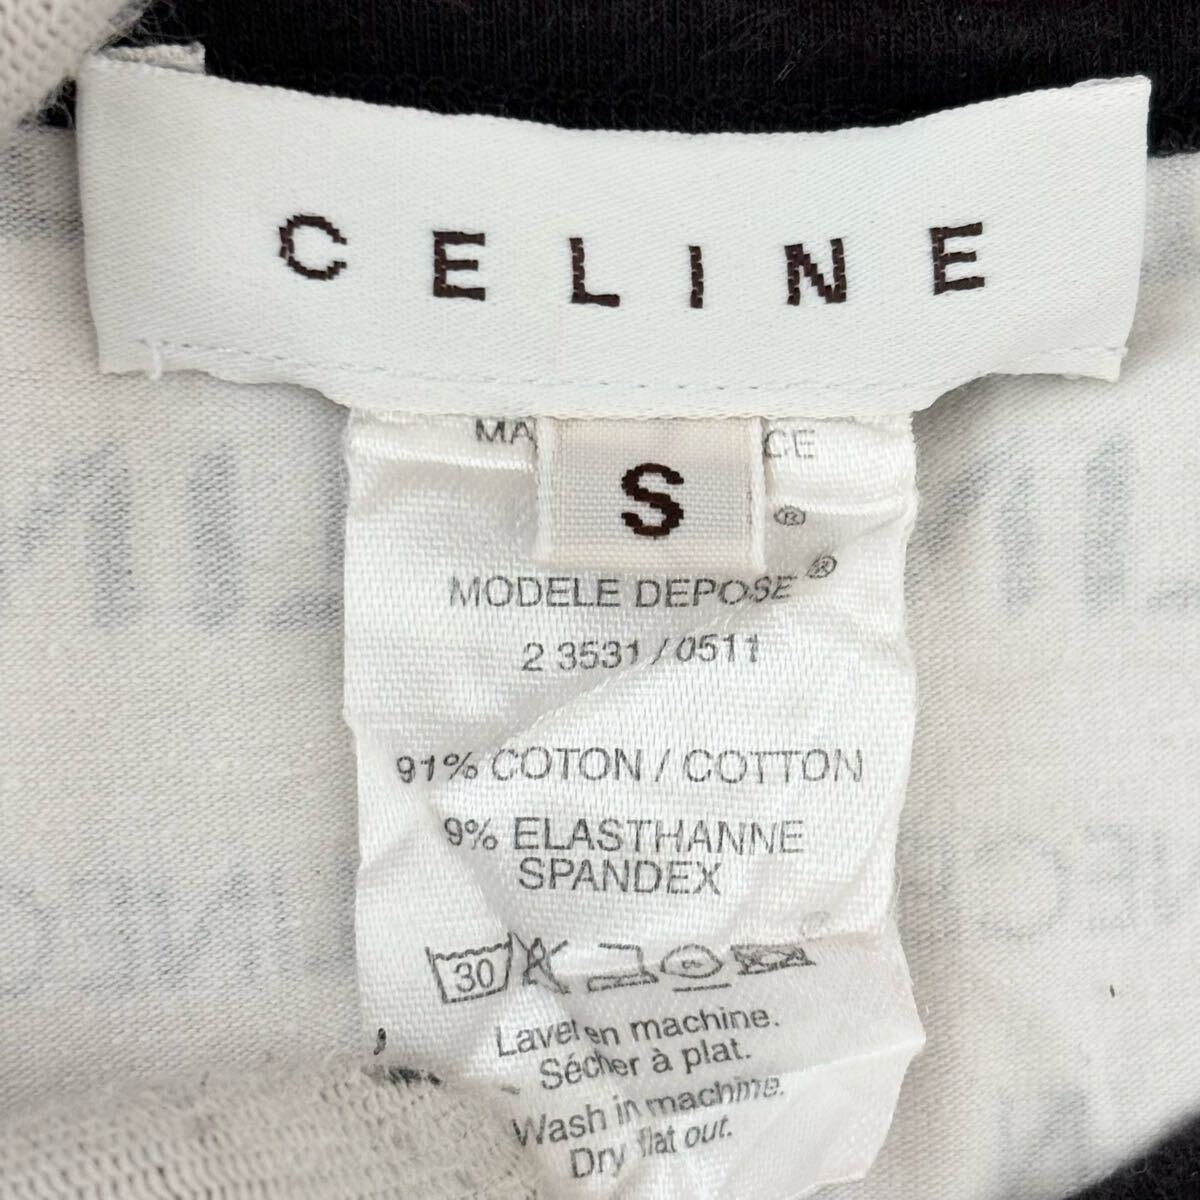 CELINE
S
®
MODELE DEPOSE®
2 3531 / 0511
91% COTON / COTTON
9% ELASTHANNE
SPANDEX
30
Laver en machine.
Sécher à plat.
Wash in machine.
Dry flat out.